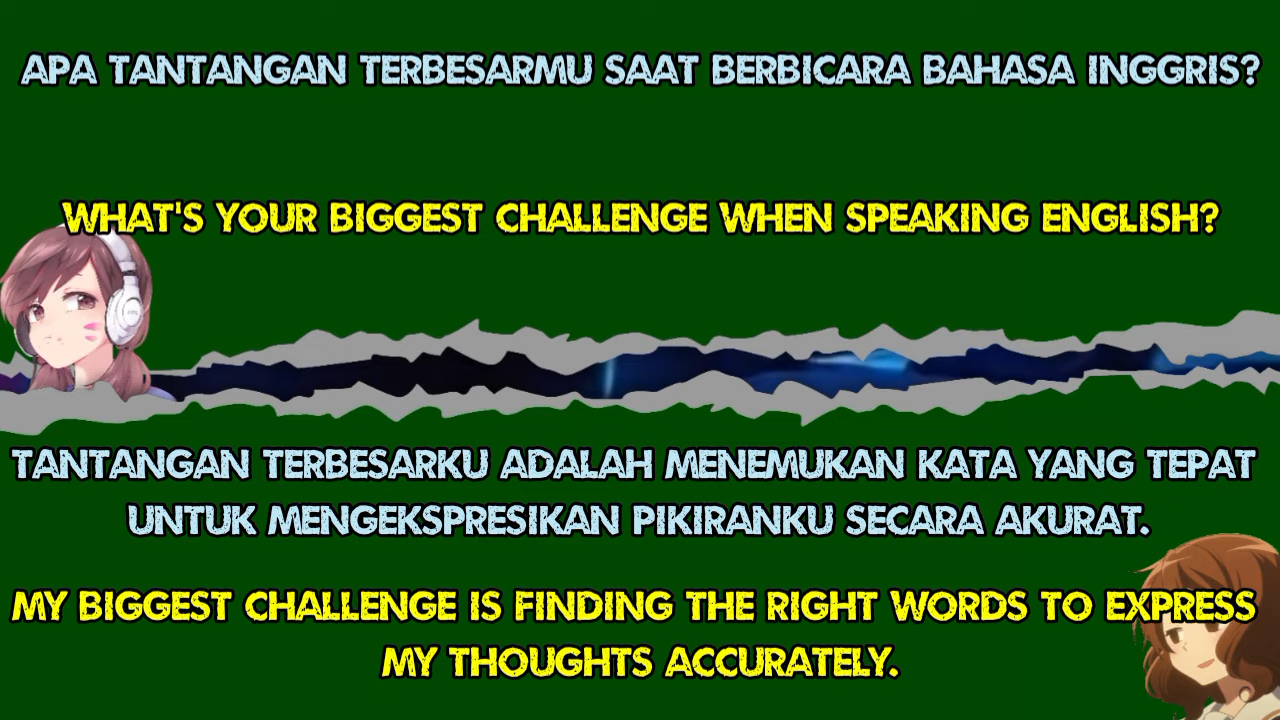 APA TANTANGAN TERBESARMU SAAT BERBICARA BAHASA INGGRIS?
WHAT'S YOUR BIGGEST CHALLENGE WHEN SPEAKING ENGLISH?
TANTANGAN TERBESARKU ADALAH MENEMUKAN KATA YANG TEPAT
UNTUK MENGEKSPRESIKAN PIKIRANKU SECARA AKURAT.
MY BIGGEST CHALLENGE IS FINDING THE RIGHT WORDS TO EXPRESS
MY THOUGHTS ACCURATELY.